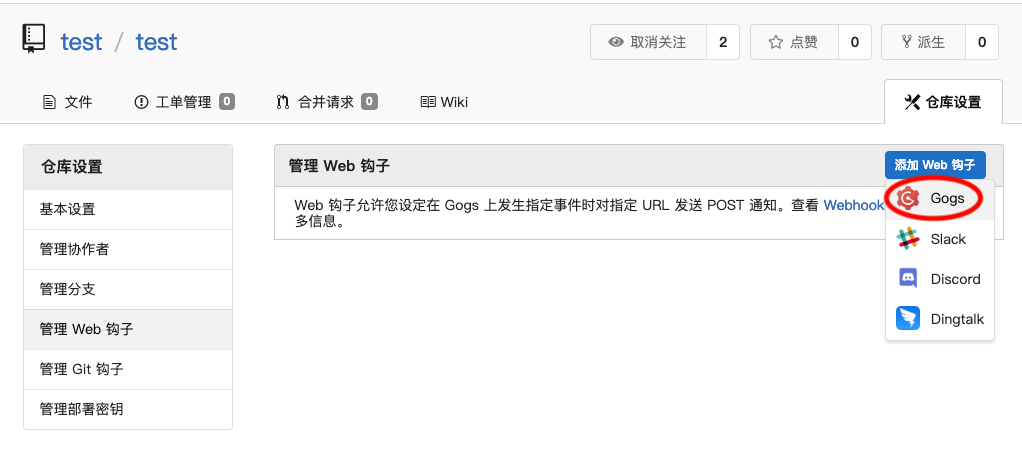 test / test
取消关注 2
点赞 0
派生 0
文件
工单管理 0
合并请求 0
Wiki
仓库设置
仓库设置
基本设置
管理协作者
管理分支
管理 Web 钩子
管理 Git 钩子
管理部署密钥
管理 Web 钩子
添加 Web 钩子
Web 钩子允许您设定在 Gogs 上发生指定事件时对指定 URL 发送 POST 通知。查看 Webhook
多信息。
Gogs
Slack
Discord
Dingtalk